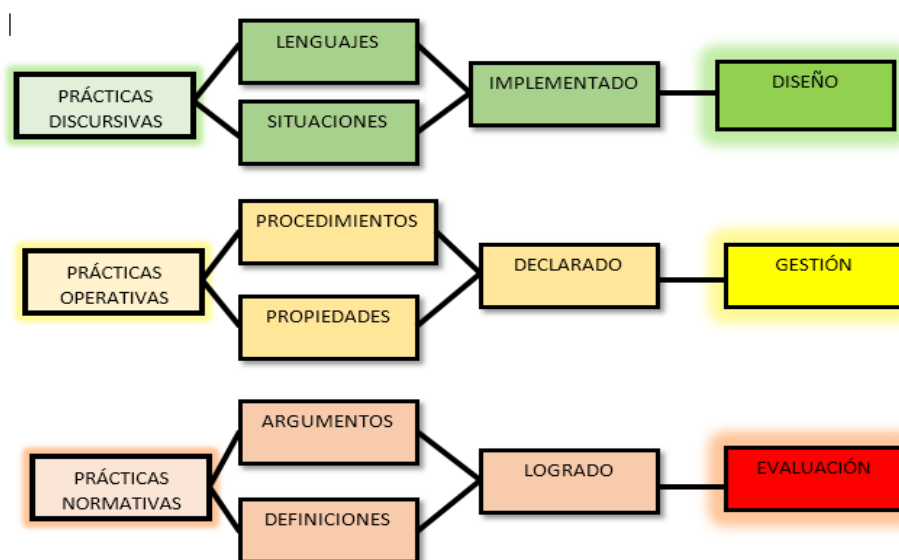 LENGUAJES
PRÁCTICAS
DISCURSIVAS
SITUACIONES
IMPLEMENTADO
DISEÑO
PROCEDIMIENTOS
PRÁCTICAS
OPERATIVAS
PROPIEDADES
DECLARADO
GESTIÓN
ARGUMENTOS
PRÁCTICAS
NORMATIVAS
DEFINICIONES
LOGRADO
EVALUACIÓN